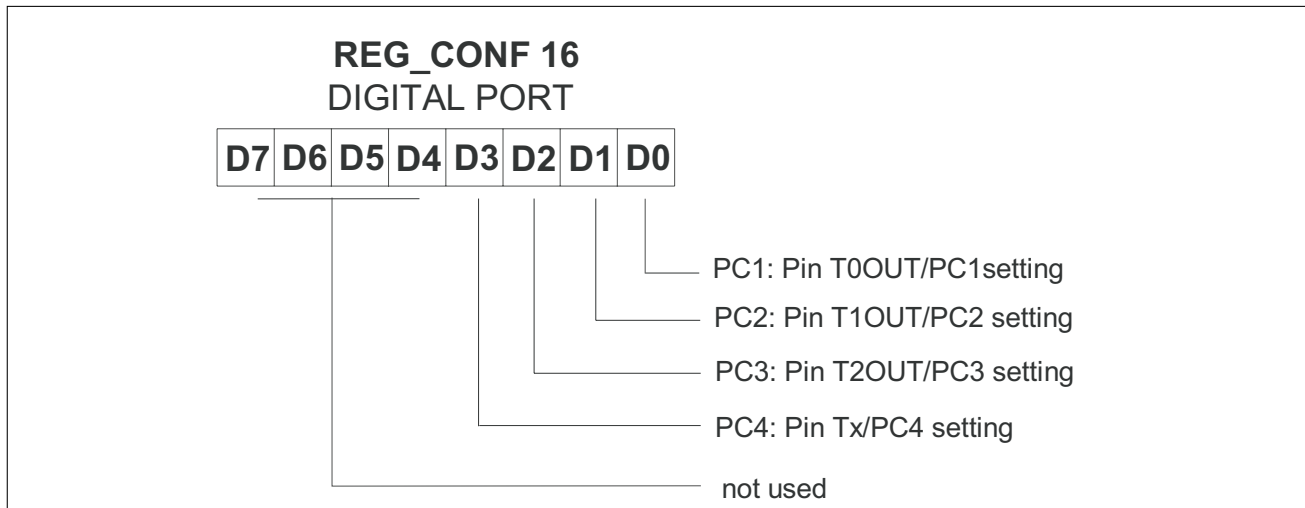 REG_CONF 16
DIGITAL PORT
D7 D6 D5 D4 D3 D2 D1 D0
PC1: Pin T0OUT/PC1setting
PC2: Pin T1OUT/PC2 setting
PC3: Pin T2OUT/PC3 setting
PC4: Pin Tx/PC4 setting
not used